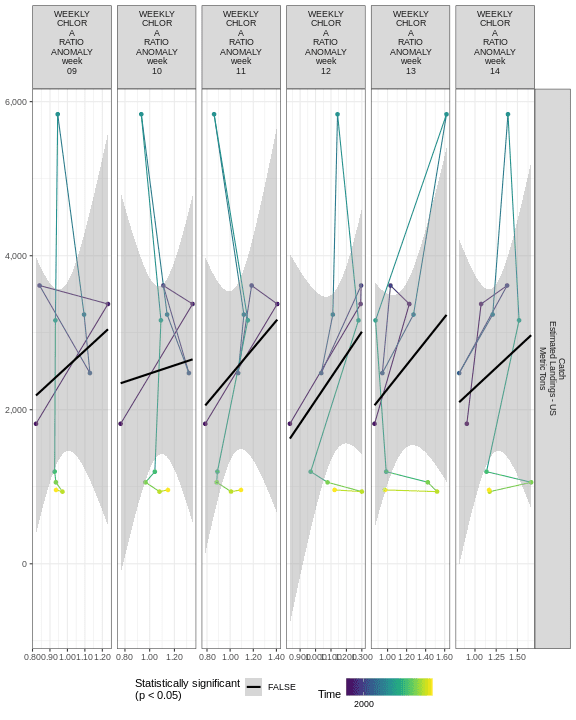 WEEKLY
CHLOR
A
RATIO
ANOMALY
week
09
WEEKLY
CHLOR
A
RATIO
ANOMALY
week
10
WEEKLY
CHLOR
A
RATIO
ANOMALY
week
11
WEEKLY
CHLOR
A
RATIO
ANOMALY
week
12
WEEKLY
CHLOR
A
RATIO
ANOMALY
week
13
WEEKLY
CHLOR
A
RATIO
ANOMALY
week
14
6,000
4,000
2,000
0
Catch
Estimated Landings - US
Metric Tons
0.80 0.90 1.00 1.10 1.20
0.80 1.00 1.20
0.80 1.00 1.20 1.40
0.90 1.00 1.10 1.20 1.30
1.00 1.20 1.40 1.60
1.00 1.25 1.50
Statistically significant
(p < 0.05)
FALSE
Time
2000